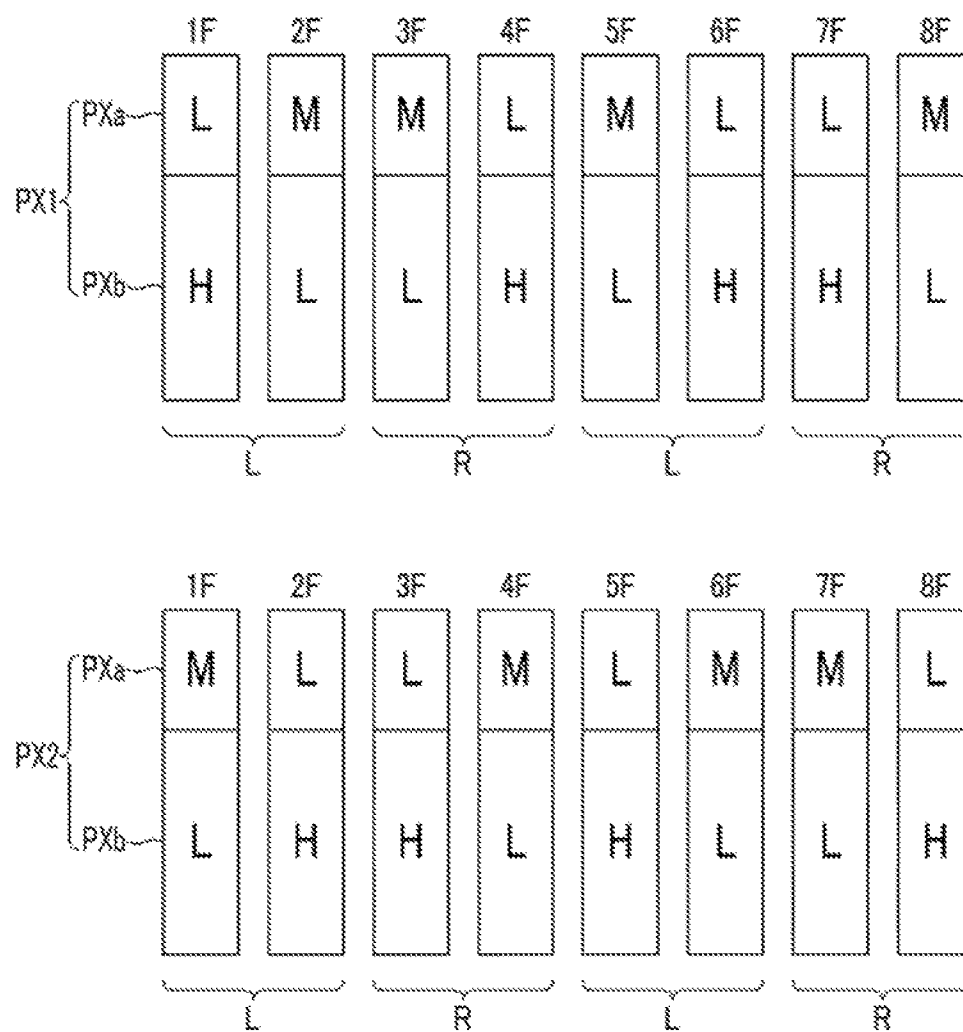 1F 2F 3F 4F 5F 6F 7F 8F
PXa L M M L M L L M
PX1
PXb H L L H L H H L
L R L R
1F 2F 3F 4F 5F 6F 7F 8F
PXa M L L M L M M L
PX2
PXb L H H L H L L H
L R L R